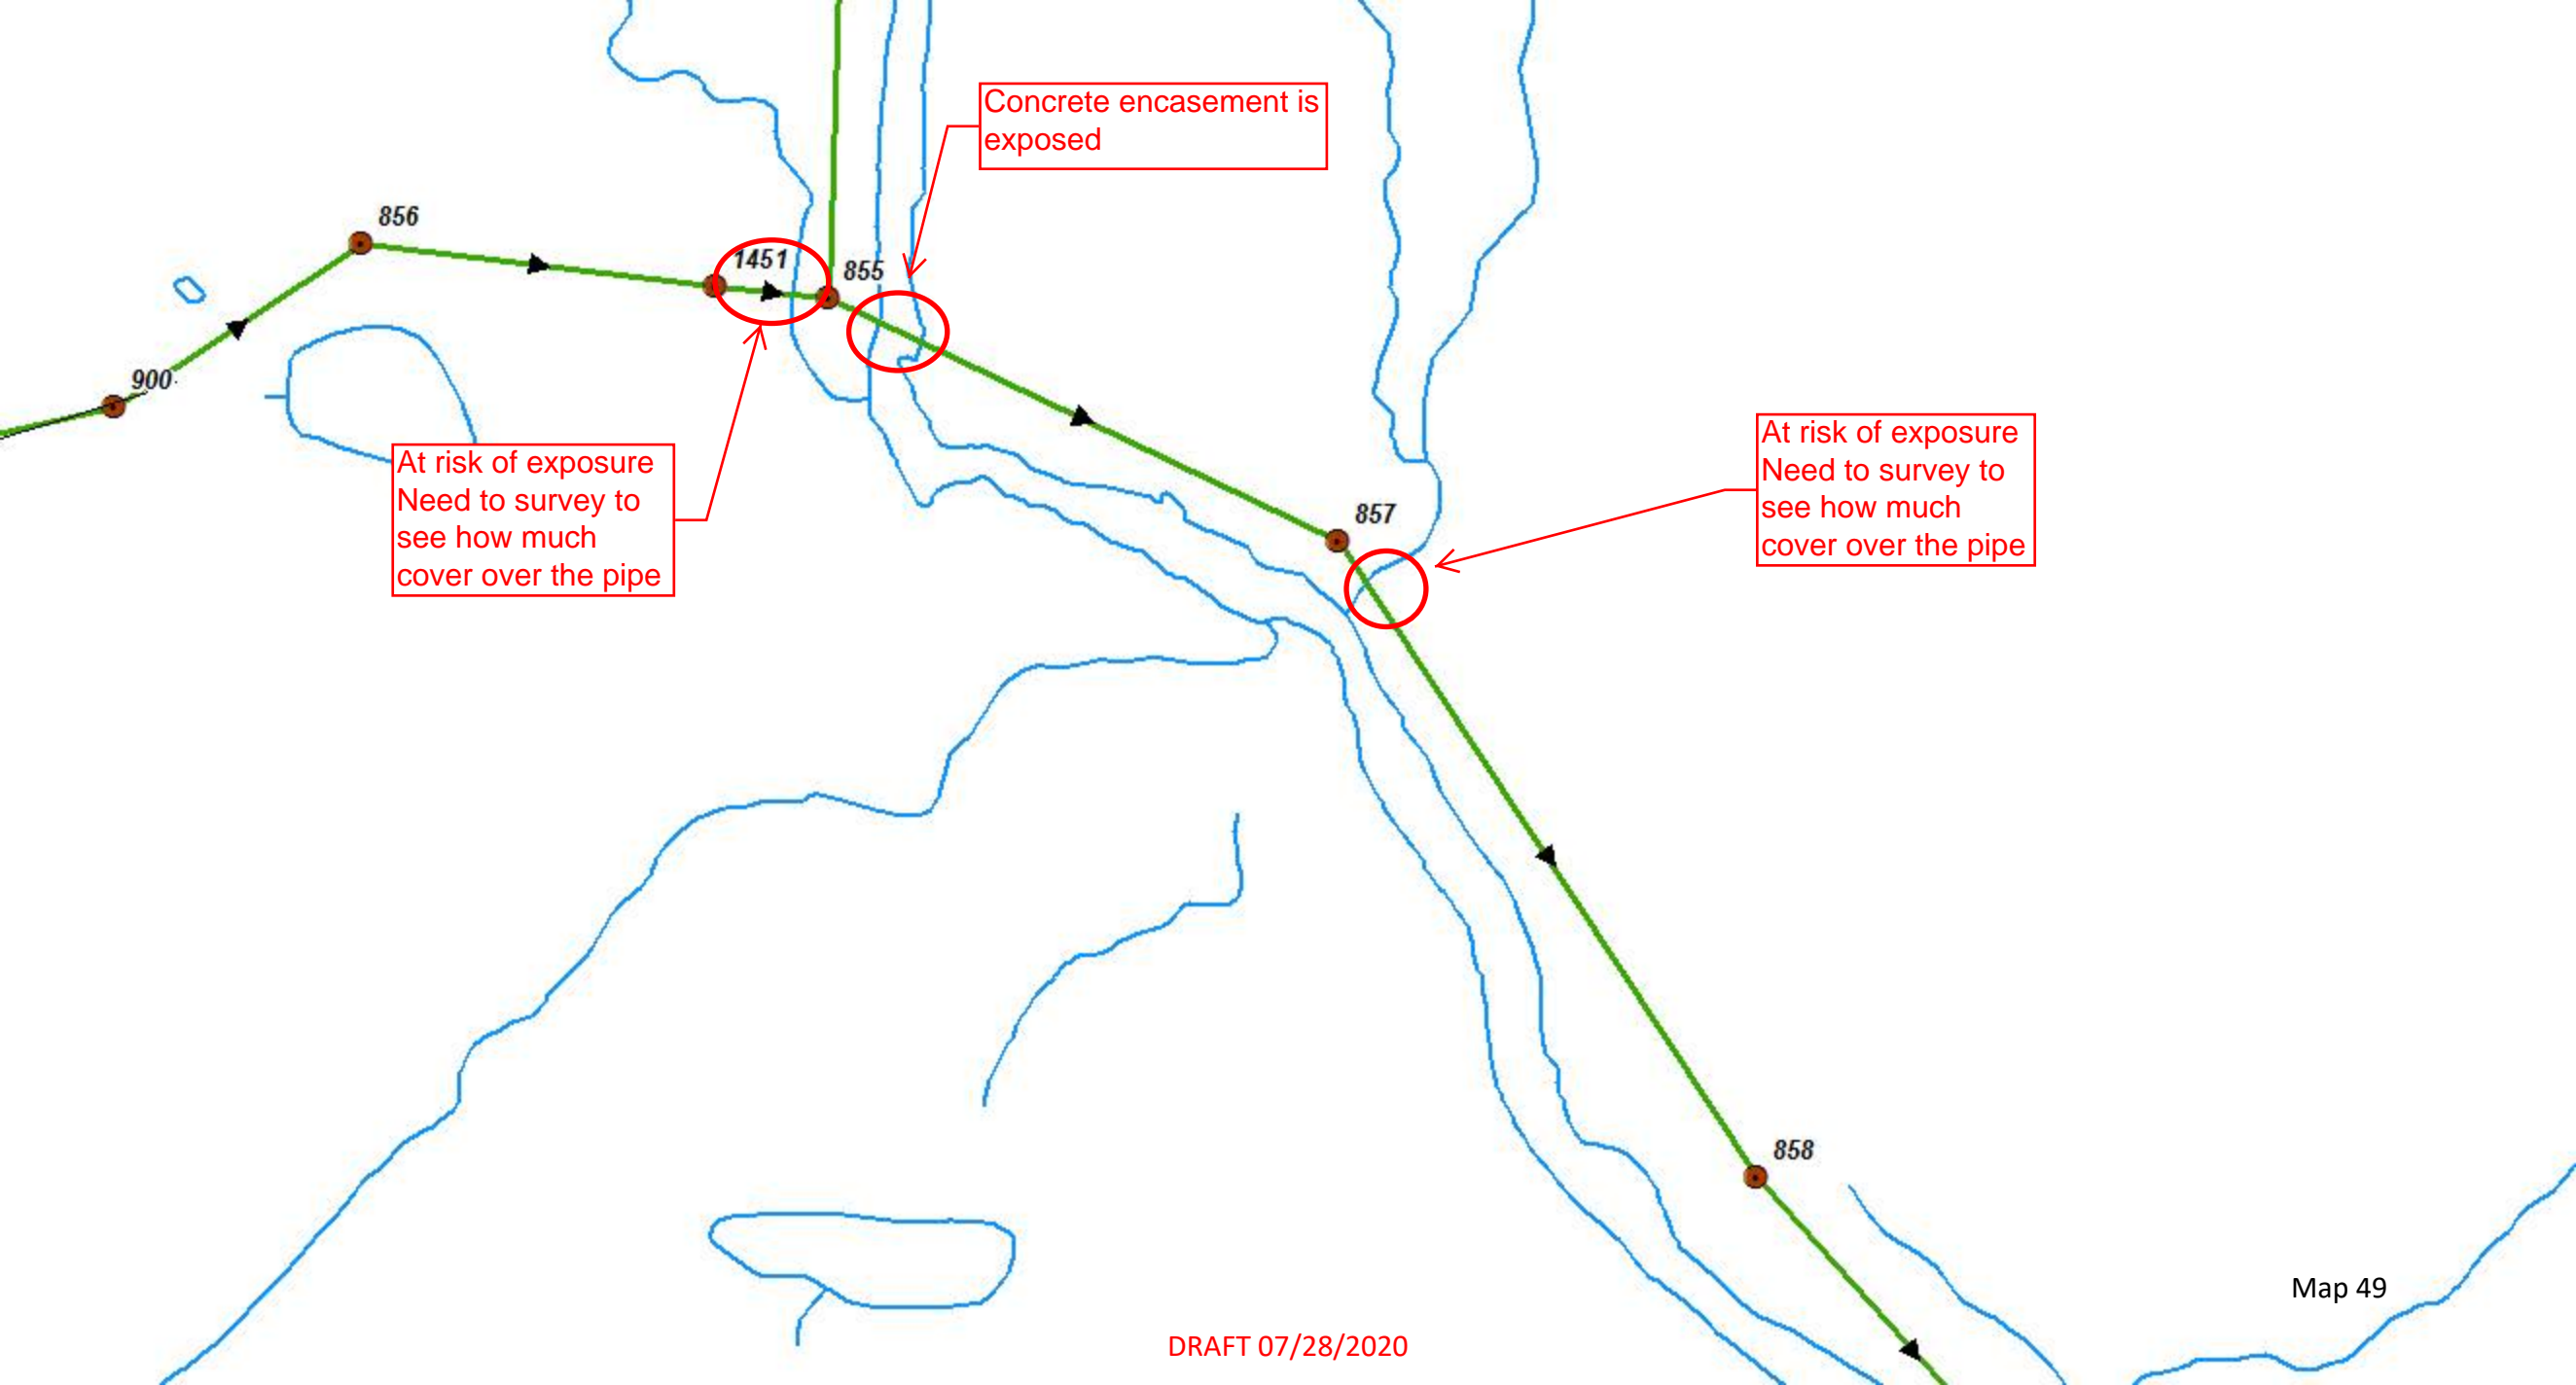 Concrete encasement is
exposed
856
1451
855
900
At risk of exposure
Need to survey to
see how much
cover over the pipe
At risk of exposure
Need to survey to
see how much
cover over the pipe
857
858
Map 49
DRAFT 07/28/2020